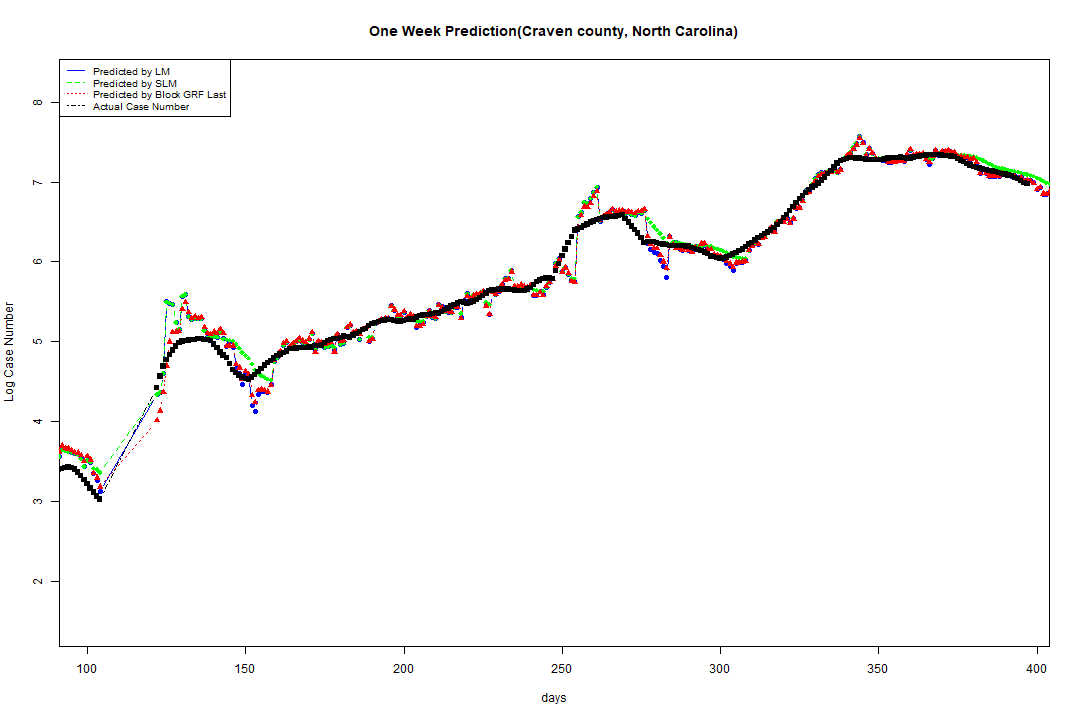 One Week Prediction(Craven county, North Carolina)
Predicted by LM
Predicted by SLM
Predicted by Block GRF Last
Actual Case Number
Log Case Number
8
7
6
5
4
3
2
100 150 200 250 300 350 400
days